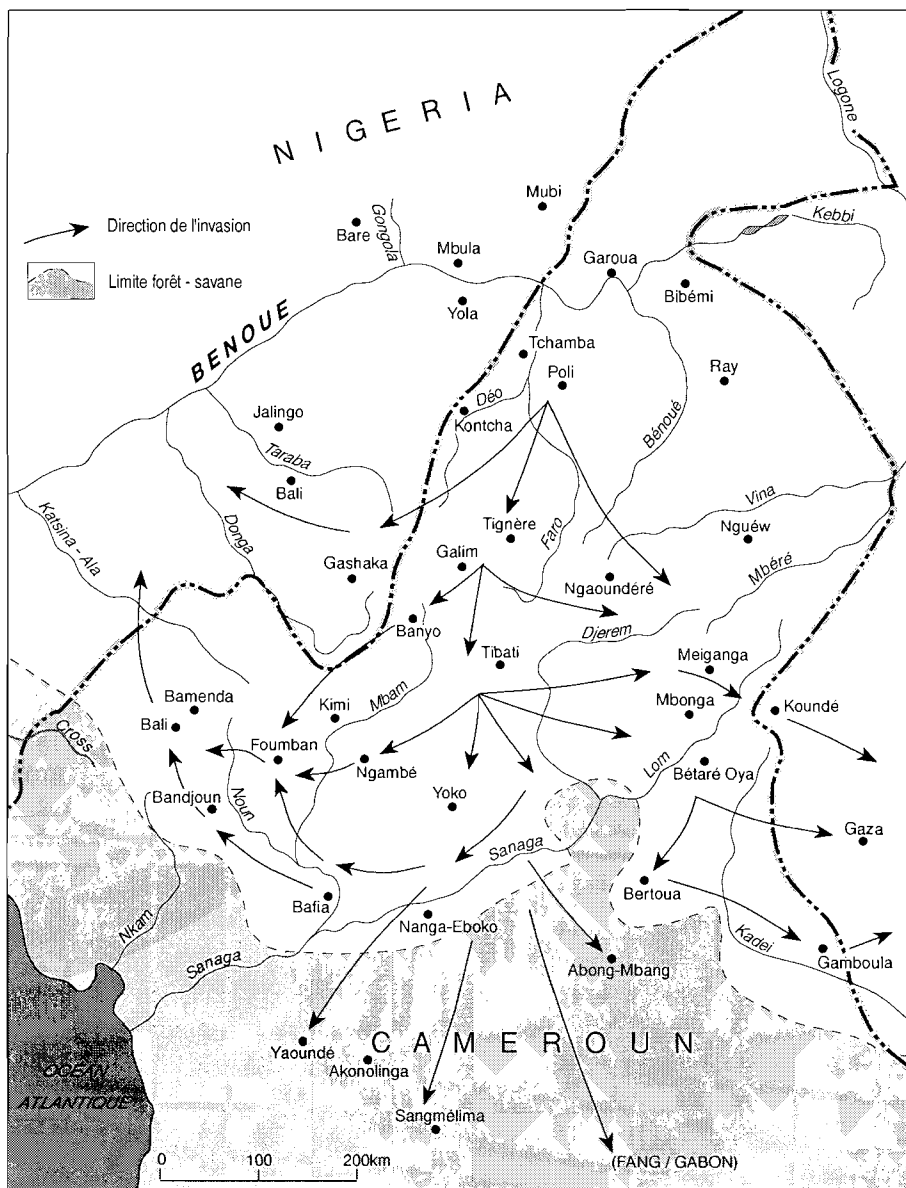 NIGERIA
Logone
Mubi
Kebbi
Direction de l'invasion
Bare
Gongola
Mbula
Garoua
Limite forêt - savane
Bibémi
Yola
BENOUE
Tchamba
Poli
Ray
Déo
Jalingo
Kontcha
Bénoué
Taraba
Bali
Vina
Katsina - Ala
Donga
Tignère
Faro
Nguéw
Mbéré
Gashaka
Galim
Ngaoundéré
Banyo
Djerem
Tibati
Meiganga
Bamenda
Kimi
Mbam
Mbonga
Koundé
Bali
Cross
Foumban
Ngambé
Lom
Bétaré Oya
Bandjoun
Noun
Yoko
Gaza
Sanaga
Bertoua
Bafia
Nkam
Nanga-Eboko
Kadei
Sanaga
Abong-Mbang
Gamboula
CAMEROUN
Yaoundé
Akonolinga
OCEAN
ATLANTIQUE
Sangmélima
(FANG / GABON)
0 100 200km